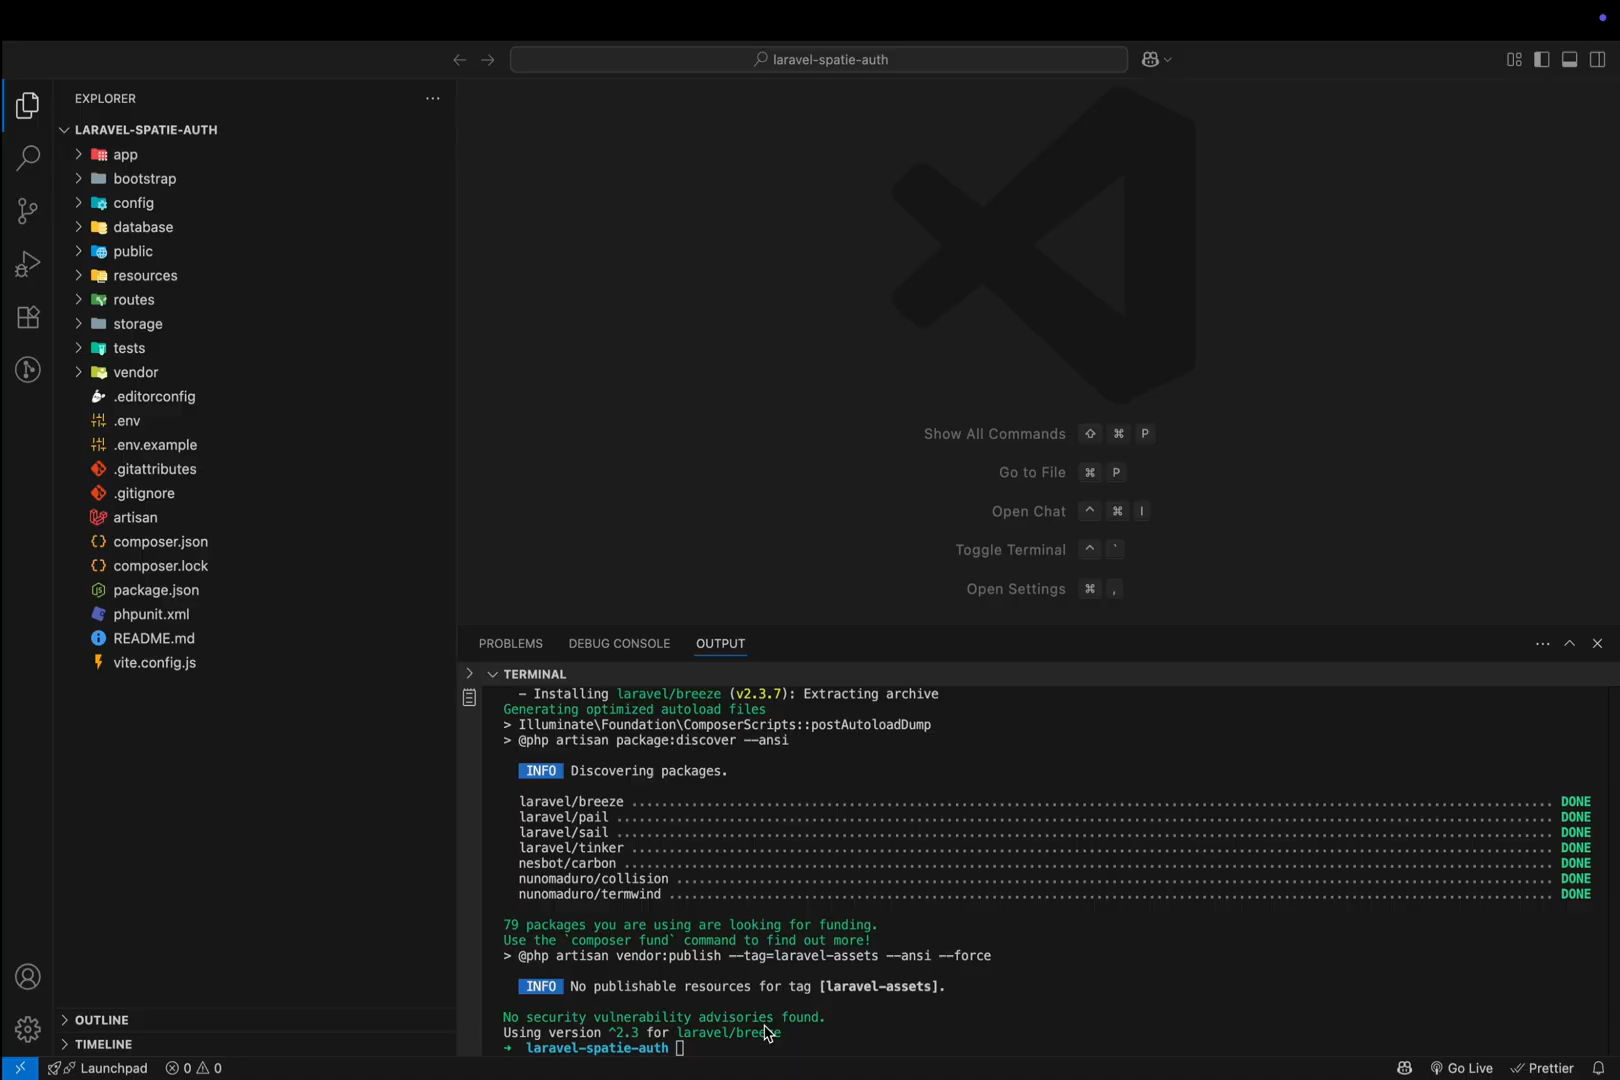 laravel-spatie-auth
EXPLORER
LARAVEL-SPATIE-AUTH
app
bootstrap
config
database
public
resources
routes
storage
tests
vendor
.editorconfig
.env
.env.example
.gitattributes
.gitignore
artisan
composer.json
composer.lock
package.json
phpunit.xml
README.md
vite.config.js
OUTLINE
TIMELINE
Show All Commands ⇧ ⌘ P
Go to File ⌘ P
Open Chat ^ ⌘ I
Toggle Terminal ^ `
Open Settings ⌘ ,
PROBLEMS DEBUG CONSOLE OUTPUT
TERMINAL
- Installing laravel/breeze (v2.3.7): Extracting archive
Generating optimized autoload files
> Illuminate\Foundation\ComposerScripts::postAutoloadDump
> @php artisan package:discover --ansi
INFO Discovering packages.
laravel/breeze ........ DONE
laravel/pail ........ DONE
laravel/sail ........ DONE
laravel/tinker ........ DONE
nesbot/carbon ........ DONE
nunomaduro/collision ........ DONE
nunomaduro/termwind ........ DONE
79 packages you are using are looking for funding.
Use the `composer fund` command to find out more!
> @php artisan vendor:publish --tag=laravel-assets --ansi --force
INFO No publishable resources for tag [laravel-assets].
No security vulnerability advisories found.
Using version ^2.3 for laravel/breeze
➜ laravel-spatie-auth
Launchpad 0 0 Go Live Prettier